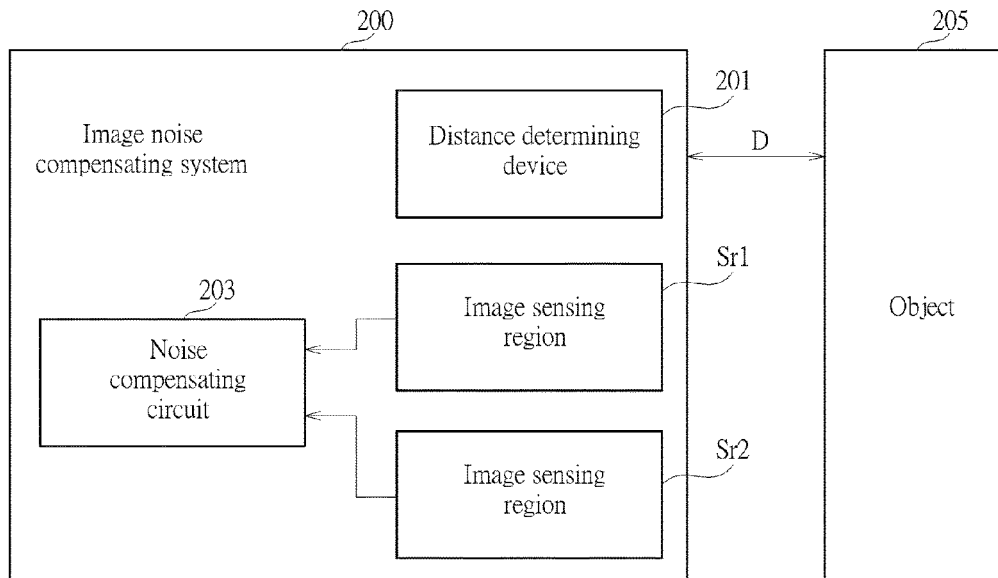 200
205
Image noise
compensating system
201
Distance determining
device
D
203
Noise
compensating
circuit
Sr1
Image sensing
region
Sr2
Image sensing
region
Object